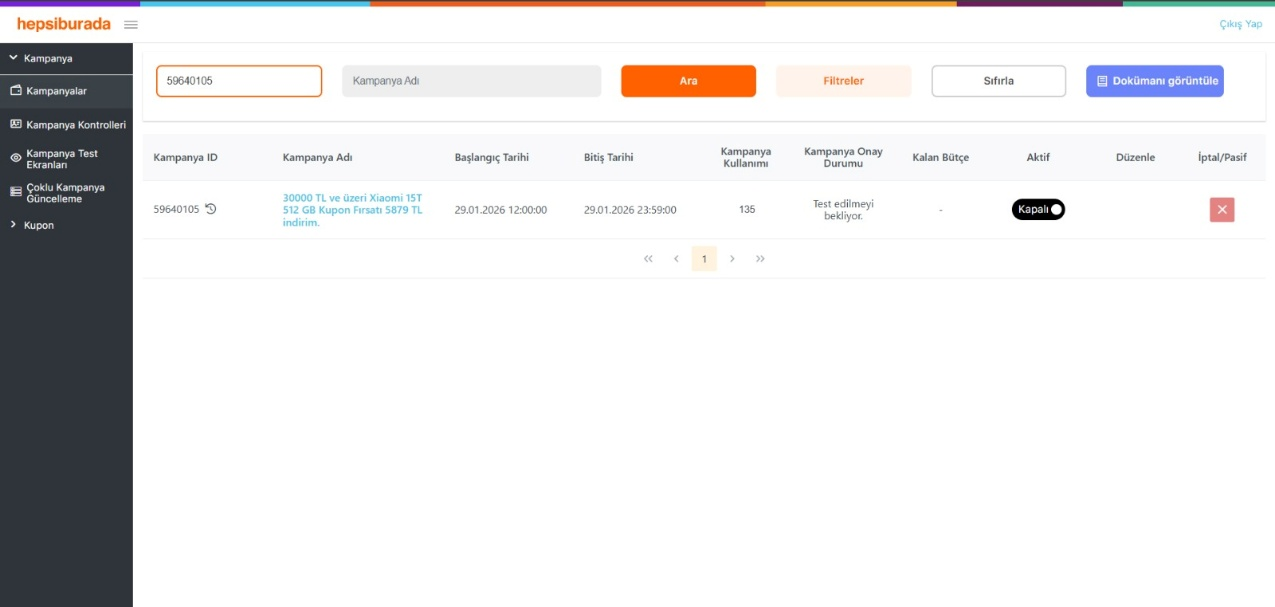 hepsiburada
Çıkış Yap
Kampanya
Kampanyalar
Kampanya Kontrolleri
Kampanya Test
Ekranları
Çoklu Kampanya
Güncelleme
Kupon
59640105
Kampanya Adı
Ara
Filtreler
Sıfırla
Dokümanı görüntüle
Kampanya ID
Kampanya Adı
Başlangıç Tarihi
Bitiş Tarihi
Kampanya
Kullanımı
Kampanya Onay
Durumu
Kalan Bütçe
Aktif
Düzenle
İptal/Pasif
59640105
30000 TL ve üzeri Xiaomi 15T
512 GB Kupon Fırsatı 5879 TL
indirim.
29.01.2026 12:00:00
29.01.2026 23:59:00
135
Test edilmeyi
bekliyor.
-
Kapalı
1